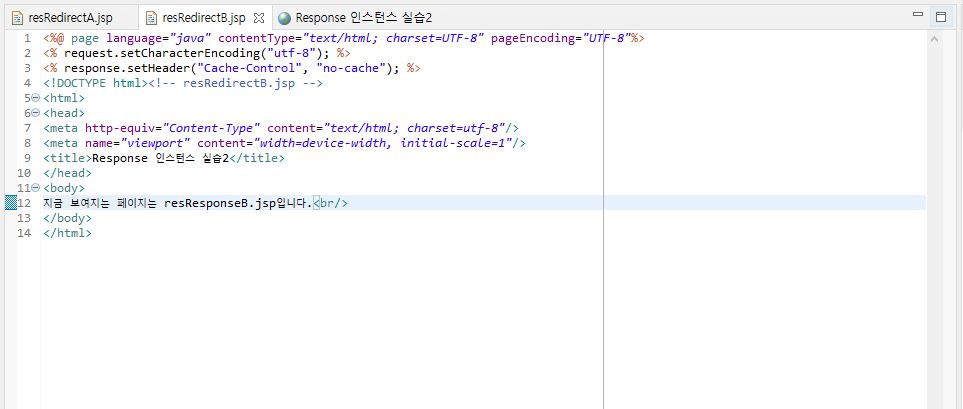 resRedirectA.jsp resRedirectB.jsp Response 인스턴스 실습2
1 <%@ page language="java" contentType="text/html; charset=UTF-8" pageEncoding="UTF-8"%>
2 <% request.setCharacterEncoding("utf-8"); %>
3 <% response.setHeader("Cache-Control", "no-cache"); %>
4 <!DOCTYPE html><!-- resRedirectB.jsp -->
5 <html>
6 <head>
7 <meta http-equiv="Content-Type" content="text/html; charset=utf-8"/>
8 <meta name="viewport" content="width=device-width, initial-scale=1"/>
9 <title>Response 인스턴스 실습2</title>
10 </head>
11 <body>
12 지금 보여지는 페이지는 resResponseB.jsp입니다.<br/>
13 </body>
14 </html>